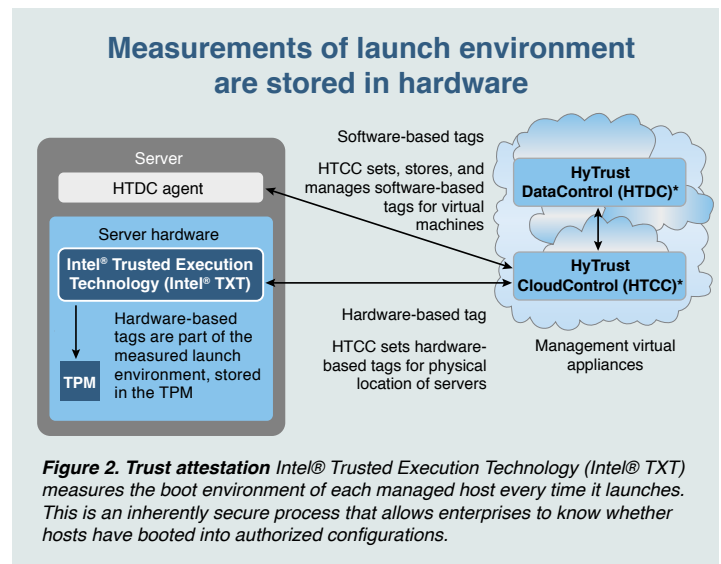 Measurements of launch environment
are stored in hardware
Server
HTDC agent
Server hardware
Intel® Trusted Execution
Technology (Intel® TXT)
Hardware-based
tags are part of the
measured launch
environment, stored
in the TPM
TPM
Software-based tags
HTCC sets, stores, and
manages software-based
tags for virtual
machines
Hardware-based tag
HTCC sets hardware-
based tags for physical
location of servers
HyTrust
DataControl (HTDC)*
HyTrust
CloudControl (HTCC)*
Management virtual
appliances
Figure 2. Trust attestation Intel® Trusted Execution Technology (Intel® TXT)
measures the boot environment of each managed host every time it launches.
This is an inherently secure process that allows enterprises to know whether
hosts have booted into authorized configurations.